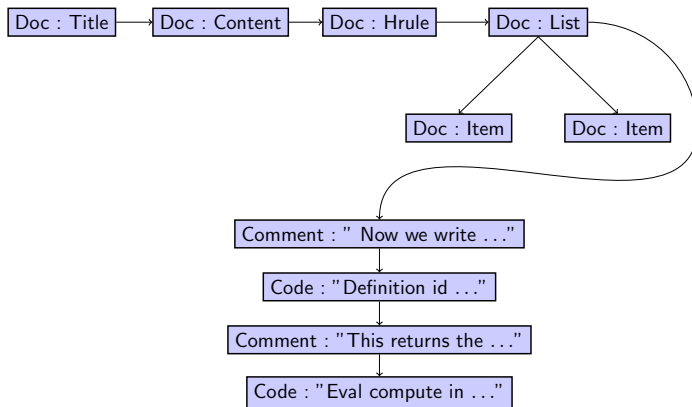 Doc : Title
Doc : Content
Doc : Hrule
Doc : List
Doc : Item
Doc : Item
Comment : " Now we write ..."
Code : "Definition id ..."
Comment : "This returns the ..."
Code : "Eval compute in ..."